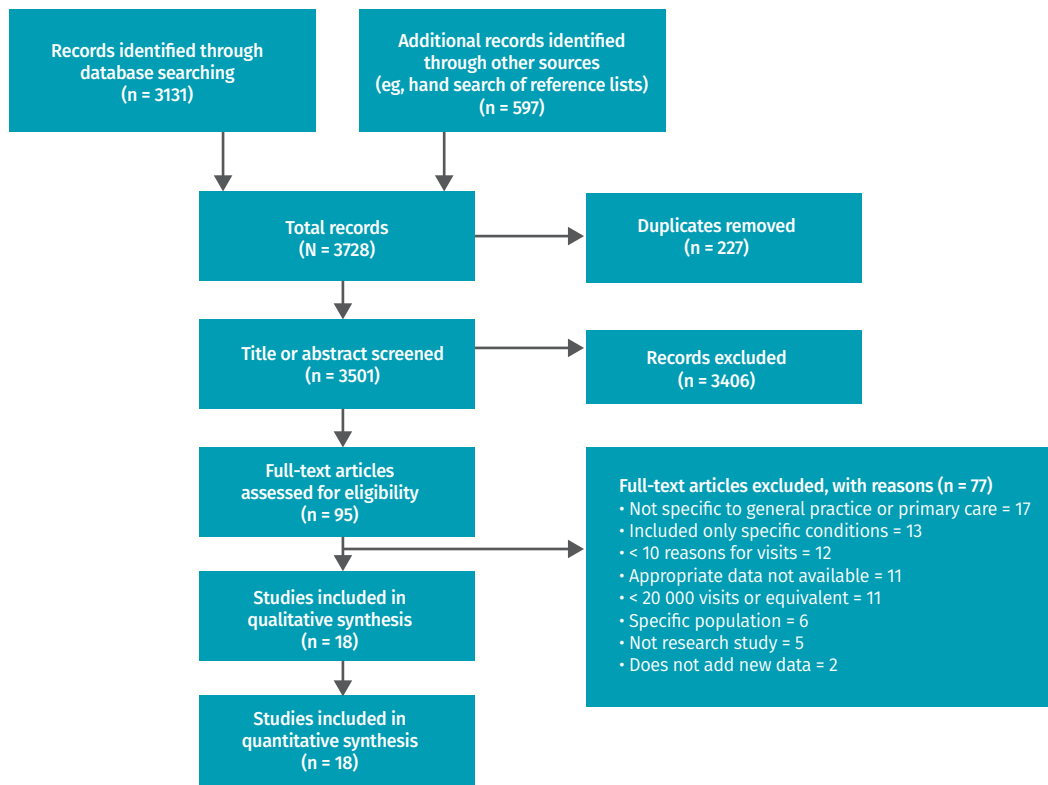 Records identified through
database searching
(n = 3131)
Additional records identified
through other sources
(eg, hand search of reference lists)
(n = 597)
Total records
(N = 3728)
Duplicates removed
(n = 227)
Title or abstract screened
(n = 3501)
Records excluded
(n = 3406)
Full-text articles
assessed for eligibility
(n = 95)
Full-text articles excluded, with reasons (n = 77)
• Not specific to general practice or primary care = 17
• Included only specific conditions = 13
• < 10 reasons for visits = 12
• Appropriate data not available = 11
• < 20 000 visits or equivalent = 11
• Specific population = 6
• Not research study = 5
• Does not add new data = 2
Studies included in
qualitative synthesis
(n = 18)
Studies included in
quantitative synthesis
(n = 18)